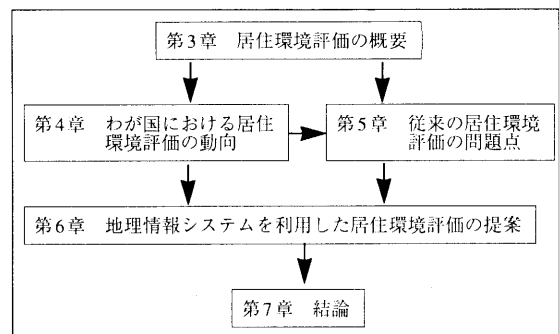 第3章　居住環境評価の概要
第4章　わが国における居住
環境評価の動向
第5章　従来の居住環境
評価の問題点
第6章　地理情報システムを利用した居住環境評価の提案
第7章　結論